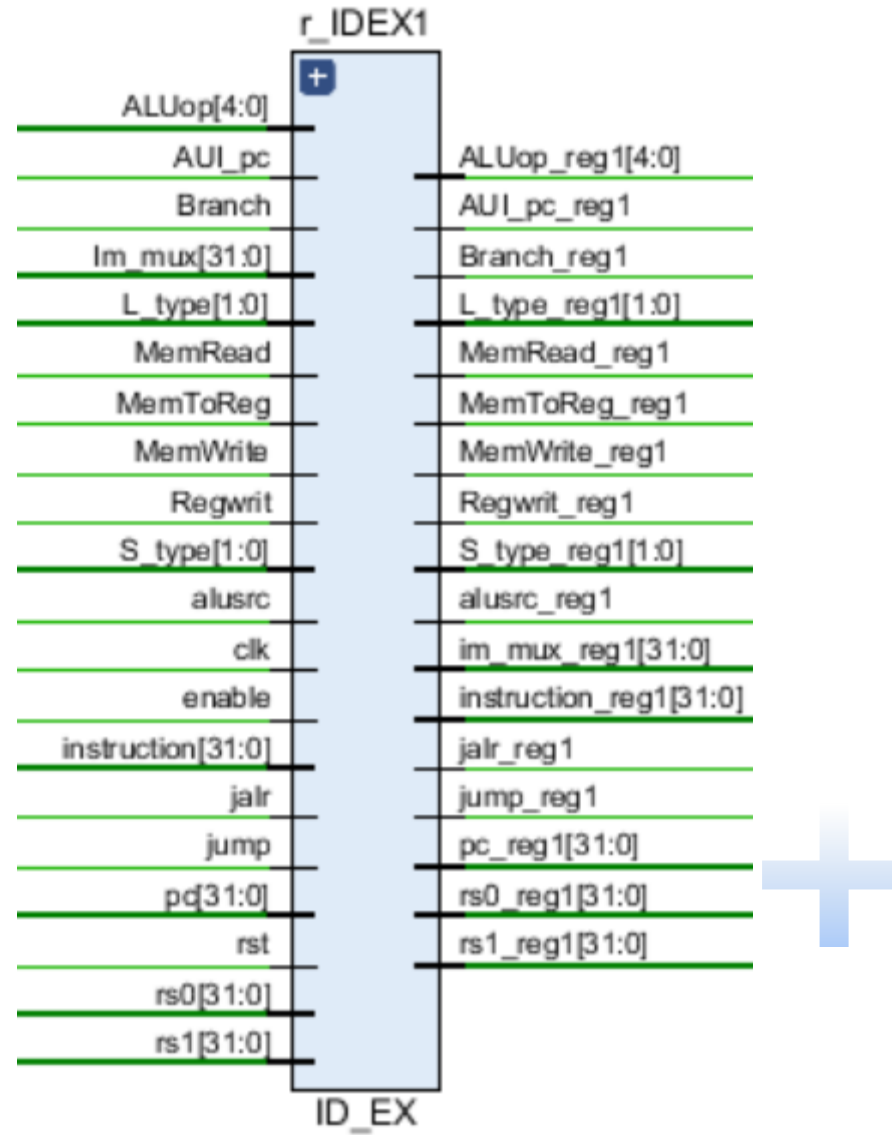 r_IDEX1
ALUop[4:0]
AUI_pc
Branch
Im_mux[31:0]
L_type[1:0]
MemRead
MemToReg
MemWrite
Regwrit
S_type[1:0]
alusrc
clk
enable
instruction[31:0]
jalr
jump
pc[31:0]
rst
rs0[31:0]
rs1[31:0]
ALUop_reg1[4:0]
AUI_pc_reg1
Branch_reg1
L_type_reg1[1:0]
MemRead_reg1
MemToReg_reg1
MemWrite_reg1
Regwrit_reg1
S_type_reg1[1:0]
alusrc_reg1
im_mux_reg1[31:0]
instruction_reg1[31:0]
jalr_reg1
jump_reg1
pc_reg1[31:0]
rs0_reg1[31:0]
rs1_reg1[31:0]
ID_EX